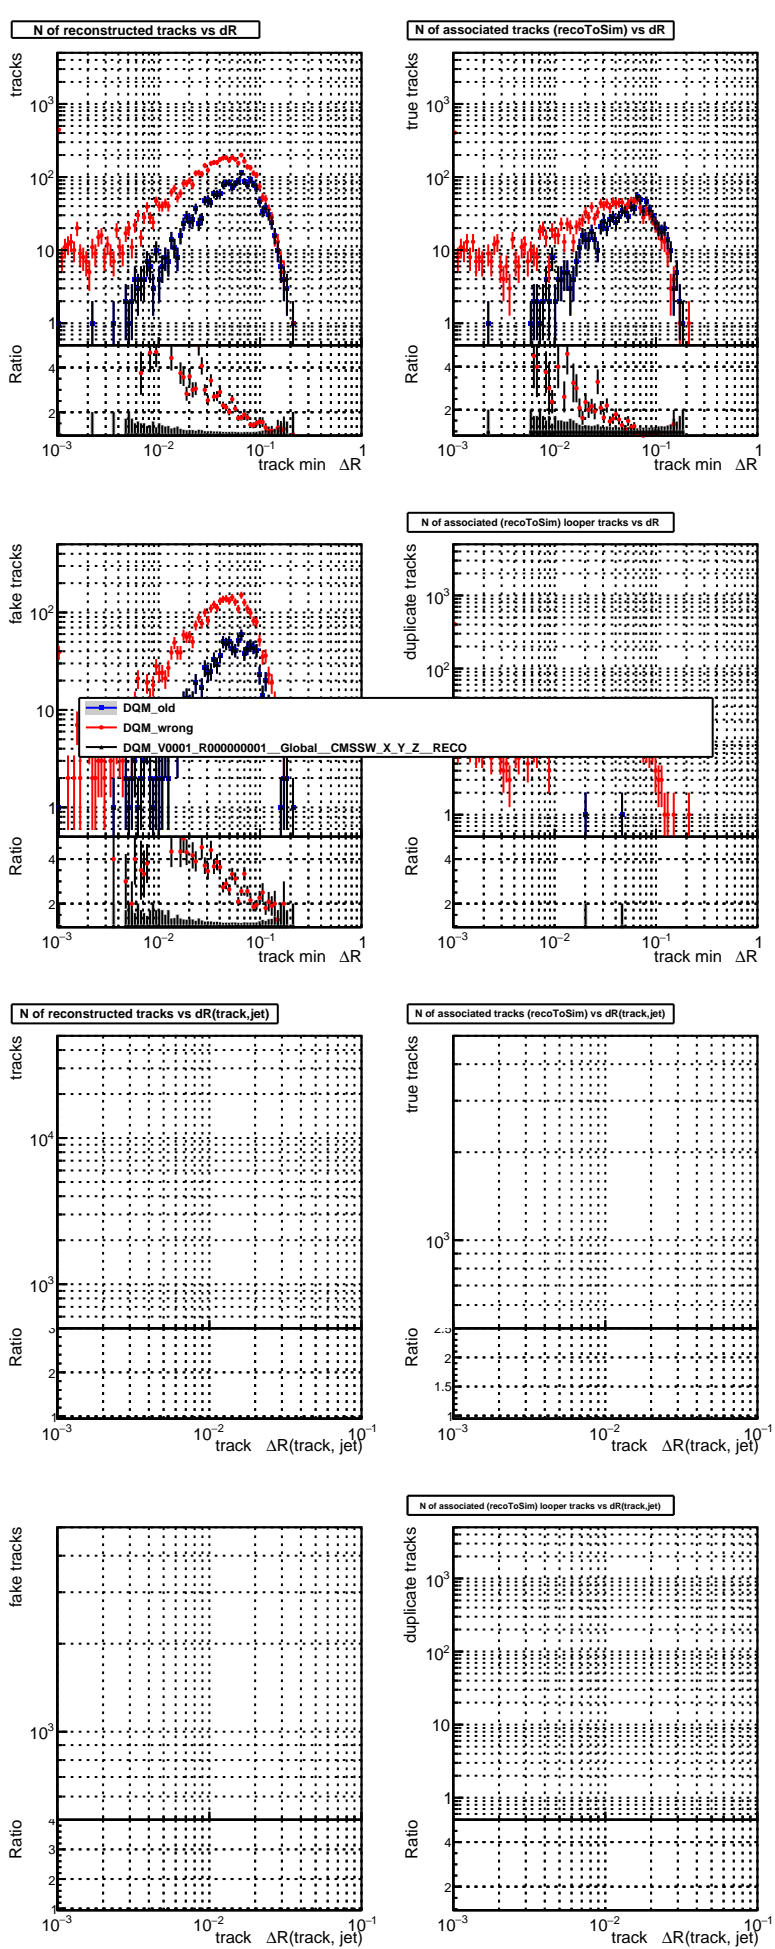 N of reconstructed tracks vs dR
tracks
10³
10²
10
1
Ratio
4
2
10⁻³ 10⁻² 10⁻¹ 1
track min ΔR
N of associated tracks (recoToSim) vs dR
true tracks
10³
10²
10
1
Ratio
4
2
10⁻³ 10⁻² 10⁻¹ 1
track min ΔR
fake tracks
10²
10
1
Ratio
4
2
10⁻³ 10⁻² 10⁻¹ 1
track min ΔR
N of associated (recoToSim) looper tracks vs dR
duplicate tracks
10³
10²
1
Ratio
4
2
10⁻³ 10⁻² 10⁻¹ 1
track min ΔR
DQM_old
DQM_wrong
DQM_V0001_R000000001__Global__CMSSW_X_Y_Z__RECO
N of reconstructed tracks vs dR(track,jet)
tracks
10⁴
10³
Ratio
3
2
1
10⁻³ 10⁻² 10⁻¹
track ΔR(track, jet)
N of associated tracks (recoToSim) vs dR(track,jet)
true tracks
10³
Ratio
2.5
2
1.5
1
10⁻³ 10⁻² 10⁻¹
track ΔR(track, jet)
fake tracks
10³
Ratio
4
3
2
1
10⁻³ 10⁻² 10⁻¹
track ΔR(track, jet)
N of associated (recoToSim) looper tracks vs dR(track,jet)
duplicate tracks
10³
10²
10
1
Ratio
4
2
10⁻³ 10⁻² 10⁻¹
track ΔR(track, jet)